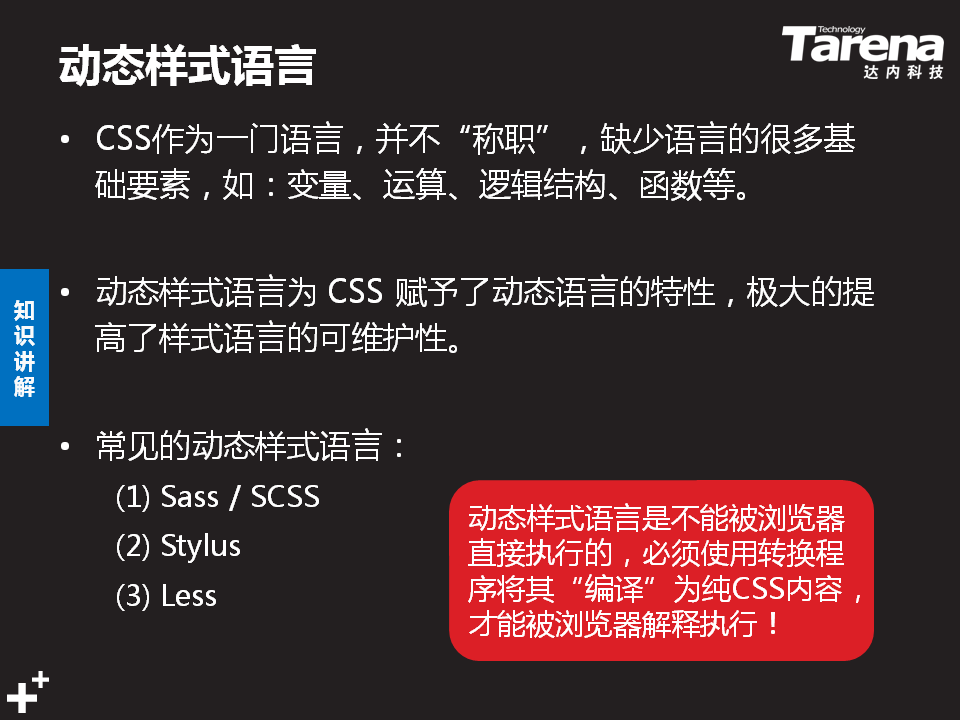 动态样式语言
Technology
Tarena
达内科技
• CSS作为一门语言，并不“称职”，缺少语言的很多基
础要素，如：变量、运算、逻辑结构、函数等。
• 动态样式语言为 CSS 赋予了动态语言的特性，极大的提
高了样式语言的可维护性。
知识讲解
• 常见的动态样式语言：
(1) Sass / SCSS
(2) Stylus
(3) Less
动态样式语言是不能被浏览器
直接执行的，必须使用转换程
序将其“编译”为纯CSS内容，
才能被浏览器解释执行！